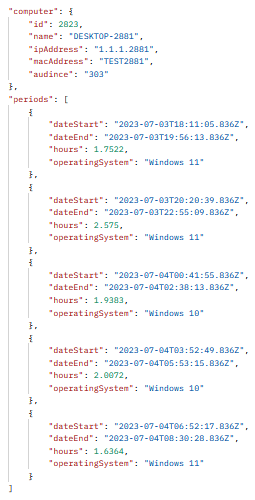 "computer": {
"id": 2823,
"name": "DESKTOP-2881",
"ipAddress": "1.1.1.2881",
"macAddress": "TEST2881",
"audince": "303"
},
"periods": [
{
"dateStart": "2023-07-03T18:11:05.836Z",
"dateEnd": "2023-07-03T19:56:13.836Z",
"hours": 1.7522,
"operatingSystem": "Windows 11"
},
{
"dateStart": "2023-07-03T20:20:39.836Z",
"dateEnd": "2023-07-03T22:55:09.836Z",
"hours": 2.575,
"operatingSystem": "Windows 11"
},
{
"dateStart": "2023-07-04T00:41:55.836Z",
"dateEnd": "2023-07-04T02:38:13.836Z",
"hours": 1.9383,
"operatingSystem": "Windows 10"
},
{
"dateStart": "2023-07-04T03:52:49.836Z",
"dateEnd": "2023-07-04T05:53:15.836Z",
"hours": 2.0072,
"operatingSystem": "Windows 10"
},
{
"dateStart": "2023-07-04T06:52:17.836Z",
"dateEnd": "2023-07-04T08:30:28.836Z",
"hours": 1.6364,
"operatingSystem": "Windows 11"
}
]